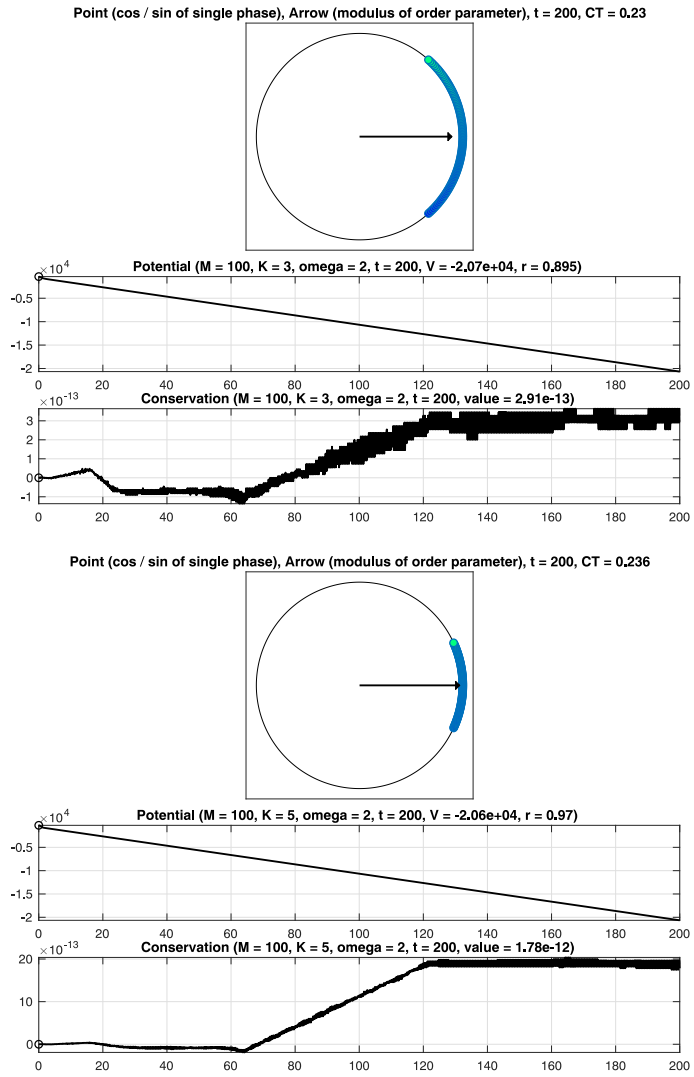 Point (cos / sin of single phase), Arrow (modulus of order parameter), t = 200, CT = 0.23
Potential (M = 100, K = 3, omega = 2, t = 200, V = -2.07e+04, r = 0.895)
×10^4
-0.5
-1
-1.5
-2
0 20 40 60 80 100 120 140 160 180 200
Conservation (M = 100, K = 3, omega = 2, t = 200, value = 2.91e-13)
×10^-13
3
2
1
0
-1
0 20 40 60 80 100 120 140 160 180 200
Point (cos / sin of single phase), Arrow (modulus of order parameter), t = 200, CT = 0.236
Potential (M = 100, K = 5, omega = 2, t = 200, V = -2.06e+04, r = 0.97)
×10^4
-0.5
-1
-1.5
-2
0 20 40 60 80 100 120 140 160 180 200
Conservation (M = 100, K = 5, omega = 2, t = 200, value = 1.78e-12)
×10^-13
20
10
0
0 20 40 60 80 100 120 140 160 180 200